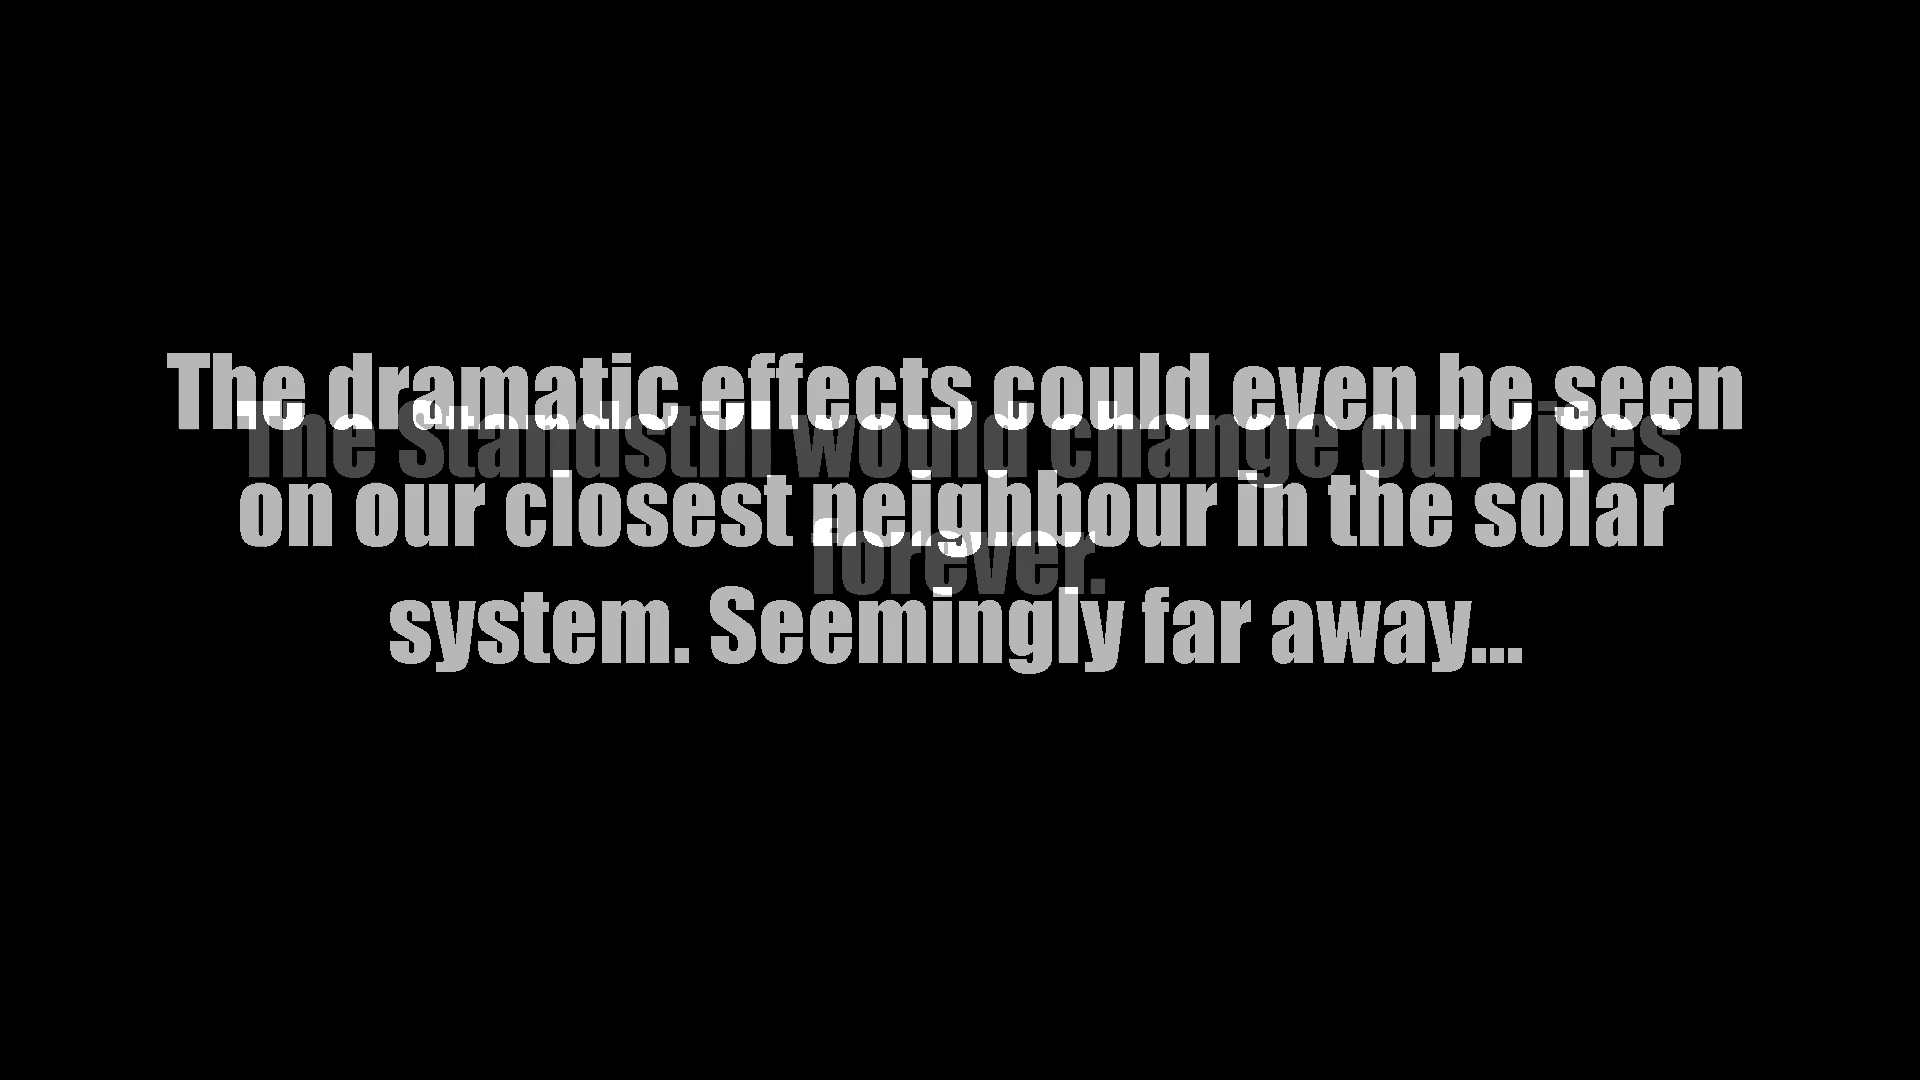 The dramatic effects could even be seen
The Standstill would change our lifes
on our closest neighbour in the solar
forever.
system. Seemingly far away...